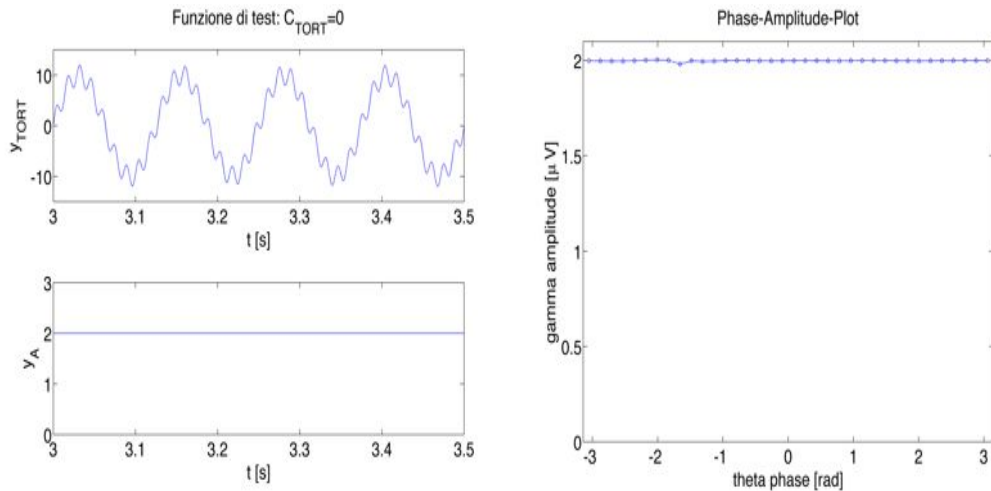 Funzione di test: C_TORT=0
10
0
-10
y_TORT
3 3.1 3.2 3.3 3.4 3.5
t [s]
3
2
1
0
y_A
3 3.1 3.2 3.3 3.4 3.5
t [s]
Phase-Amplitude-Plot
2
1.5
1
0.5
0
gamma amplitude [μ V]
-3 -2 -1 0 1 2 3
theta phase [rad]